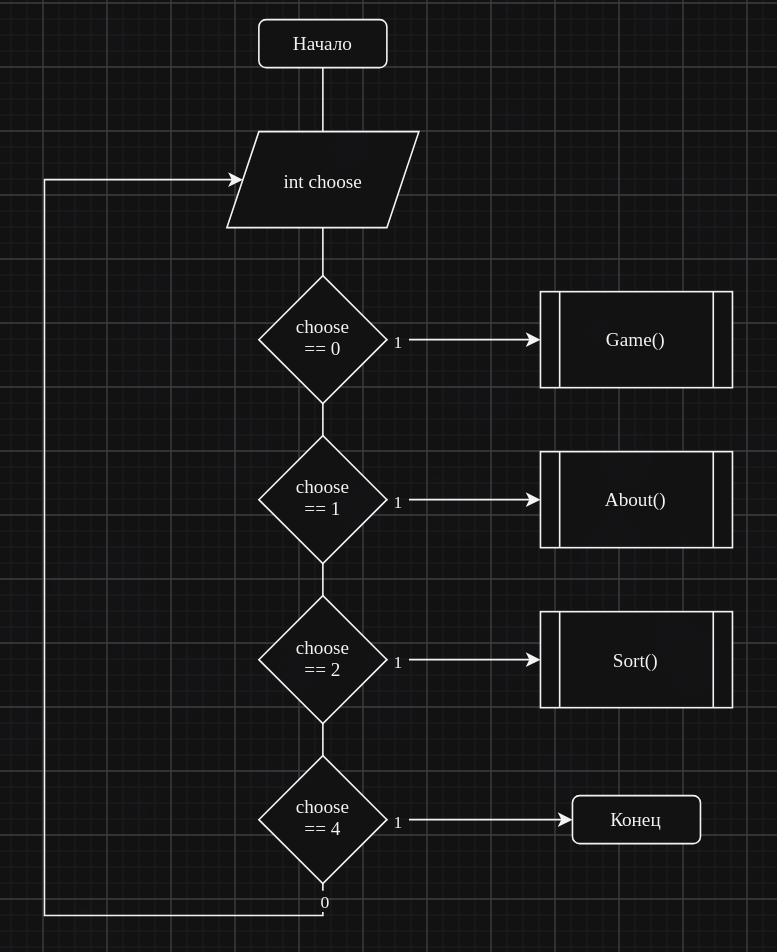 Начало
int choose
choose
== 0
1
Game()
choose
== 1
1
About()
choose
== 2
1
Sort()
choose
== 4
1
Конец
0